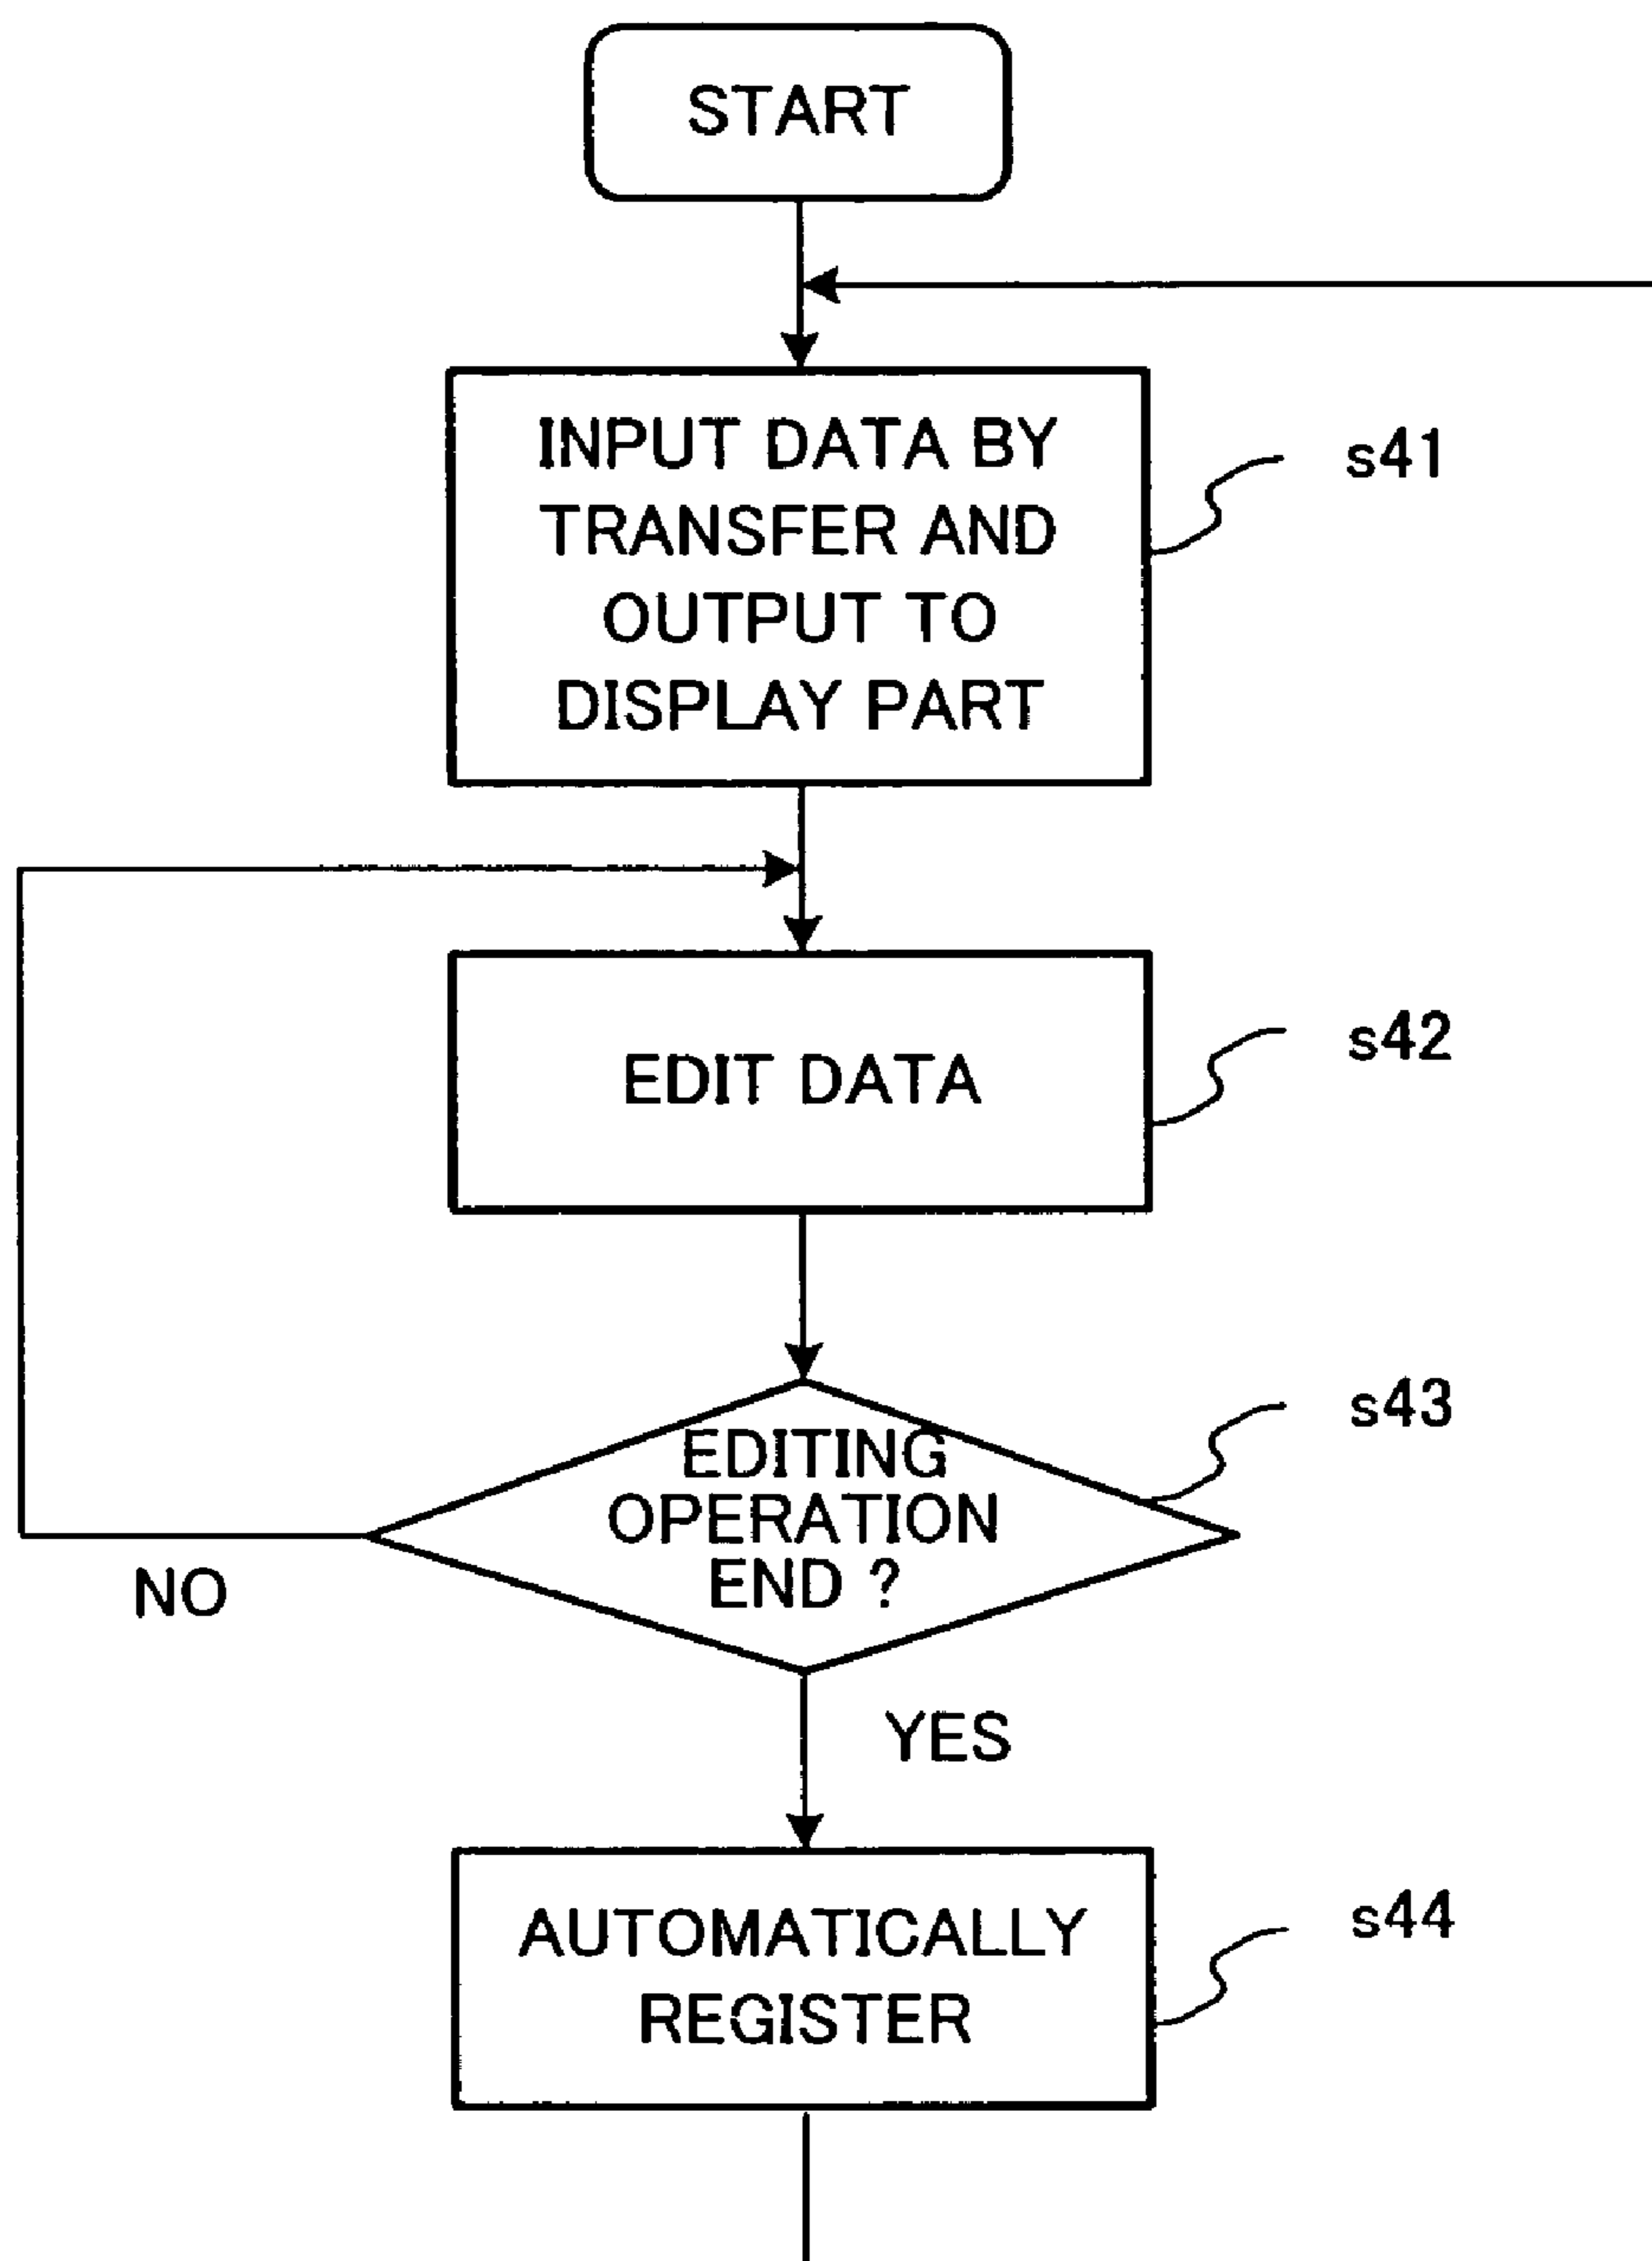 START
INPUT DATA BY
TRANSFER AND
OUTPUT TO
DISPLAY PART
s41
EDIT DATA
s42
EDITING
OPERATION
END ?
s43
NO
YES
AUTOMATICALLY
REGISTER
s44